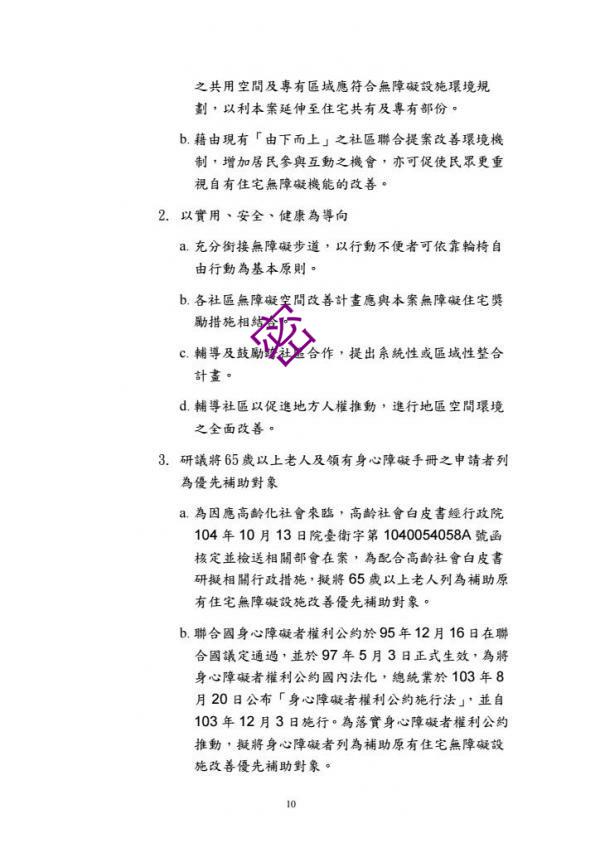 之共用空間及專有區域應符合無障礙設施環境規
劃，以利本案延伸至住宅共有及專有部份。
b. 藉由現有「由下而上」之社區聯合提案改善環境機
制，增加居民參與互動之機會，亦可促使民眾更重
視自有住宅無障礙機能的改善。
2. 以實用、安全、健康為導向
a. 充分銜接無障礙步道，以行動不便者可依靠輪椅自
由行動為基本原則。
b. 各社區無障礙空間改善計畫應與本案無障礙住宅獎
勵措施相結合。
密
c. 輔導及鼓勵跨社區合作，提出系統性或區域性整合
計畫。
d. 輔導社區以促進地方人權推動，進行地區空間環境
之全面改善。
3. 研議將 65 歲以上老人及領有身心障礙手冊之申請者列
為優先補助對象
a. 為因應高齡化社會來臨，高齡社會白皮書經行政院
104 年 10 月 13 日院臺衛字第 1040054058A 號函
核定並檢送相關部會在案，為配合高齡社會白皮書
研擬相關行政措施，擬將 65 歲以上老人列為補助原
有住宅無障礙設施改善優先補助對象。
b. 聯合國身心障礙者權利公約於 95 年 12 月 16 日在聯
合國議定通過，並於 97 年 5 月 3 日正式生效，為將
身心障礙者權利公約國內法化，總統業於 103 年 8
月 20 日公布「身心障礙者權利公約施行法」，並自
103 年 12 月 3 日施行。為落實身心障礙者權利公約
推動，擬將身心障礙者列為補助原有住宅無障礙設
施改善優先補助對象。
10